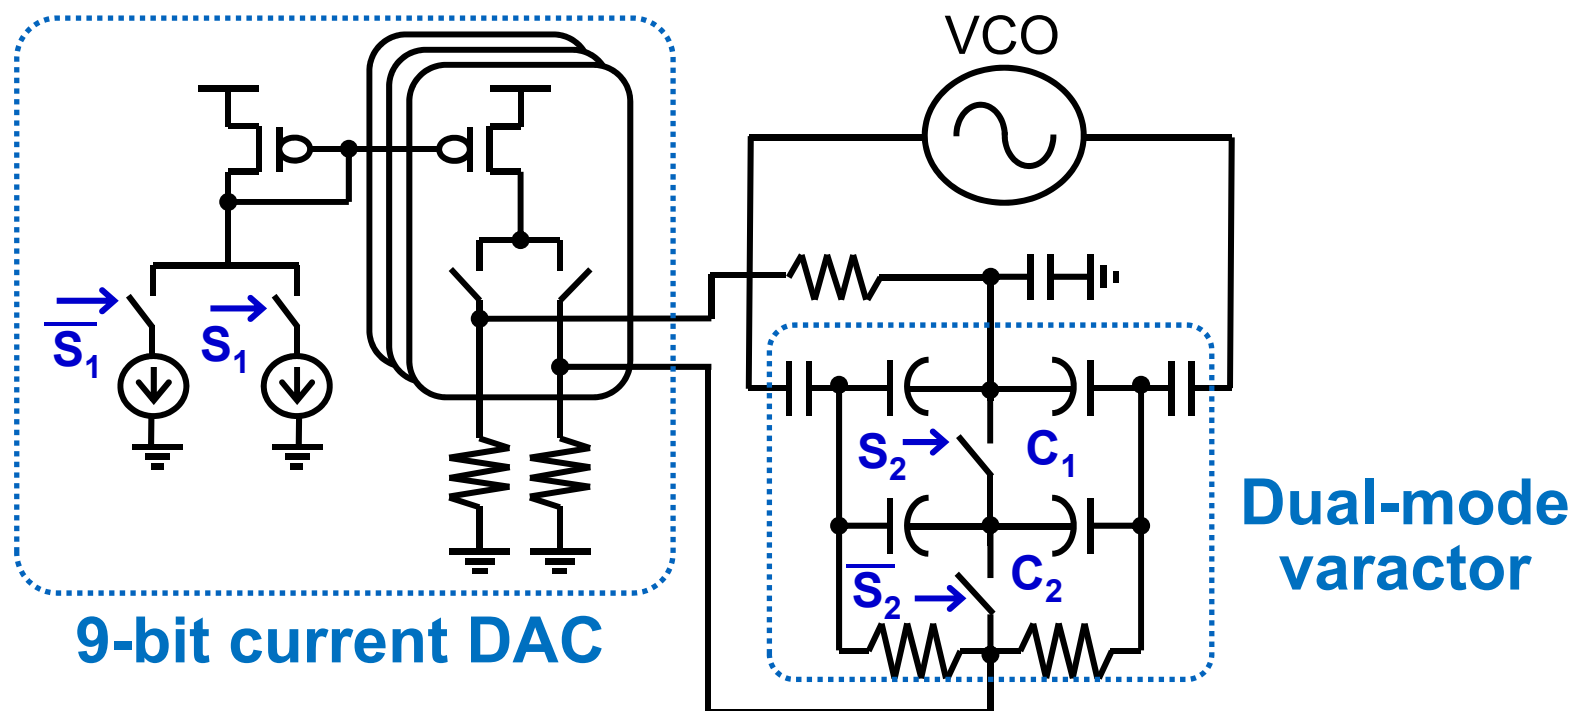 VCO
S̅₁
S₁
S₂
C₁
S̅₂
C₂
Dual-mode
varactor
9-bit current DAC